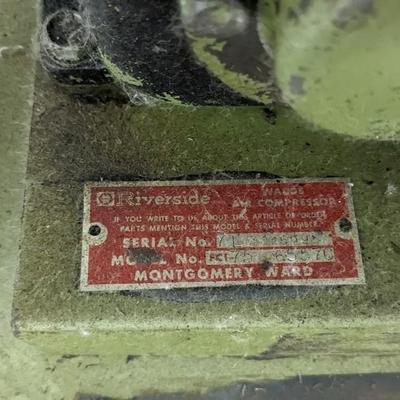 Riverside WARDS
AIR COMPRESSOR
IF YOU WRITE TO US ABOUT THIS ARTICLE OR ORDER
PARTS MENTION THIS MODEL & SERIAL NUMBER
SERIAL No.
MODEL No.
MONTGOMERY WARD